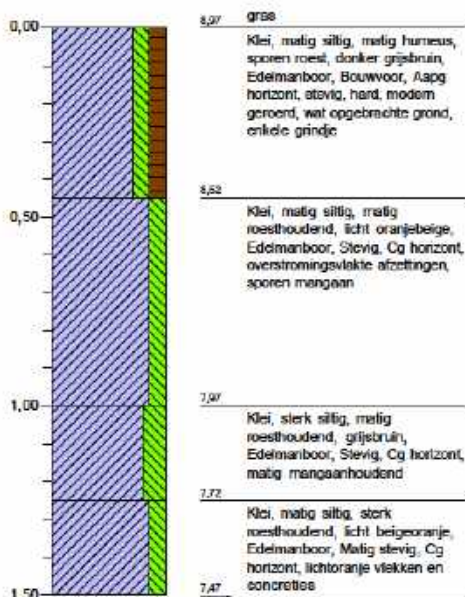 0,00
8,97
gras
Klei, matig siltig, matig humeus,
sporen roest, donker grijsbruin,
Edelmanboor, Bouwvoor, Aapg
horizont, stevig, hard, modern
geroerd, wat opgebrachte grond,
enkele grindje
8,52
0,50
Klei, matig siltig, matig
roesthoudend, licht oranjebeige,
Edelmanboor, Stevig, Cg horizont,
overstromingsvlakte afzettingen,
sporen mangaan
7,97
1,00
Klei, sterk siltig, matig
roesthoudend, grijsbruin,
Edelmanboor, Stevig, Cg horizont,
matig mangaanhoudend
7,72
Klei, matig siltig, sterk
roesthoudend, licht beigeoranje,
Edelmanboor, Matig stevig, Cg
horizont, lichtoranje vlekken en
concreties
7,47
1,50